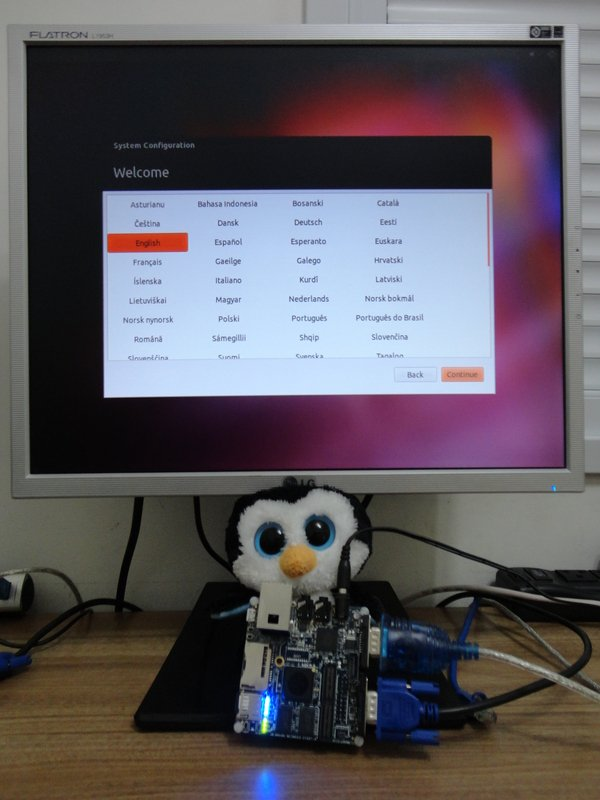 FLATRON L1953H
System Configuration
Welcome
Asturianu Bahasa Indonesia Bosanski Català
Čeština Dansk Deutsch Eesti
English Español Esperanto Euskara
Français Gaeilge Galego Hrvatski
Íslenska Italiano Kurdî Latviski
Lietuviškai Magyar Nederlands Norsk bokmål
Norsk nynorsk Polski Português Português do Brasil
Română Sámegillii Shqip Slovenčina
Slovenščina Suomi Svenska Tagalog
Back Continue
LG